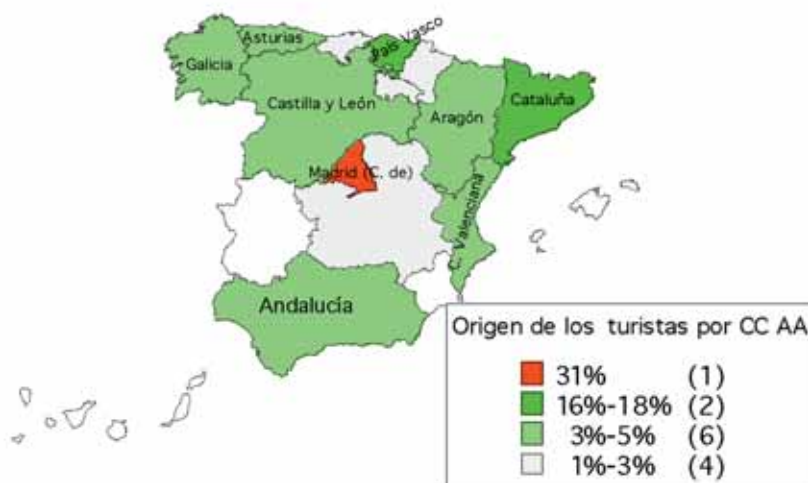 Asturias
País Vasco
Galicia
Castilla y León
Aragón
Cataluña
Madrid (C. de)
C. Valenciana
Andalucía
Origen de los turistas por CC AA
31% (1)
16%-18% (2)
3%-5% (6)
1%-3% (4)